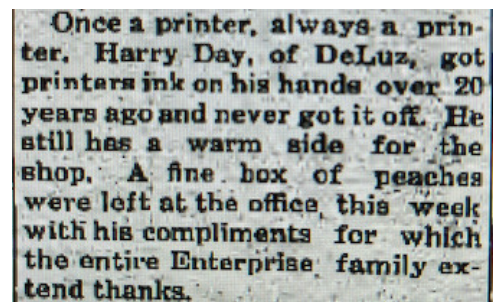 Once a printer, always a prin-
ter. Harry Day, of DeLuz, got
printers ink on his hands over 20
years ago and never got it off. He
still has a warm side for the
shop. A fine box of peaches
were left at the office this week
with his compliments for which
the entire Enterprise family ex-
tend thanks.